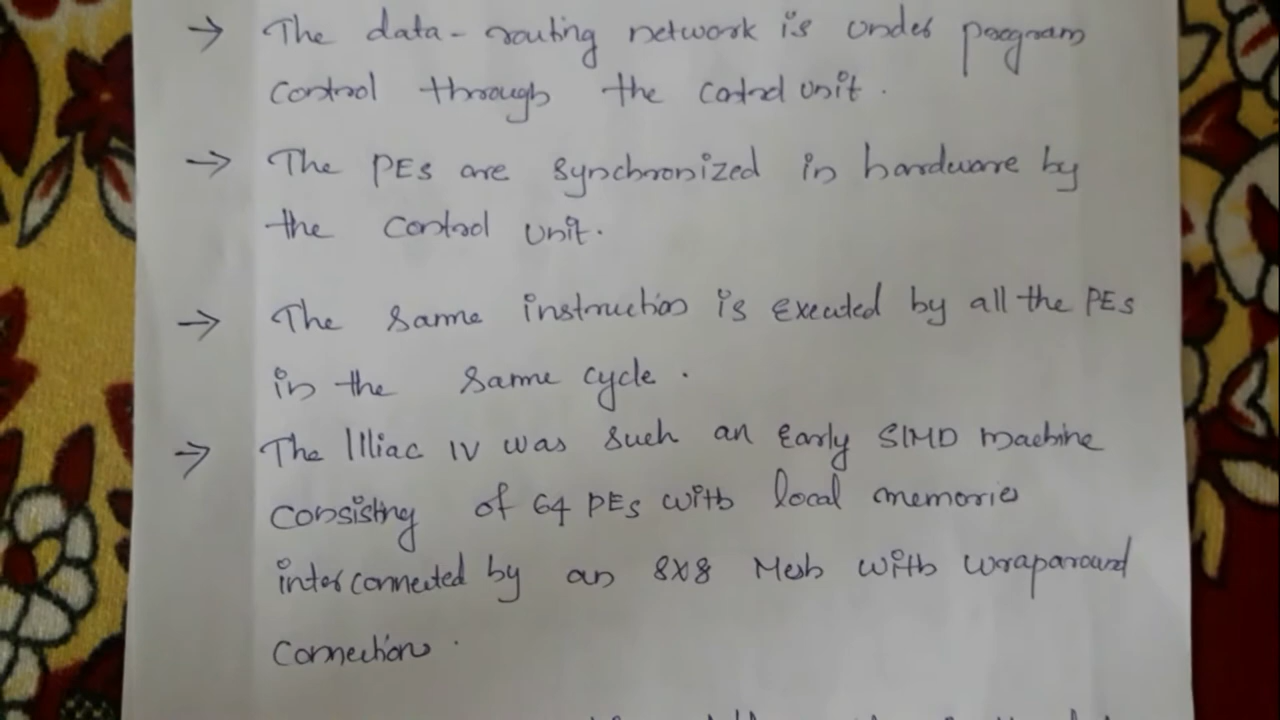 → The data-routing network is under program
control through the control unit.
→ The PEs are synchronized in hardware by
the control unit.
→ The same instruction is executed by all the PEs
in the same cycle.
→ The Illiac IV was such an early SIMD machine
consisting of 64 PEs with local memorie
interconnected by an 8x8 Mesh with wraparound
connections.